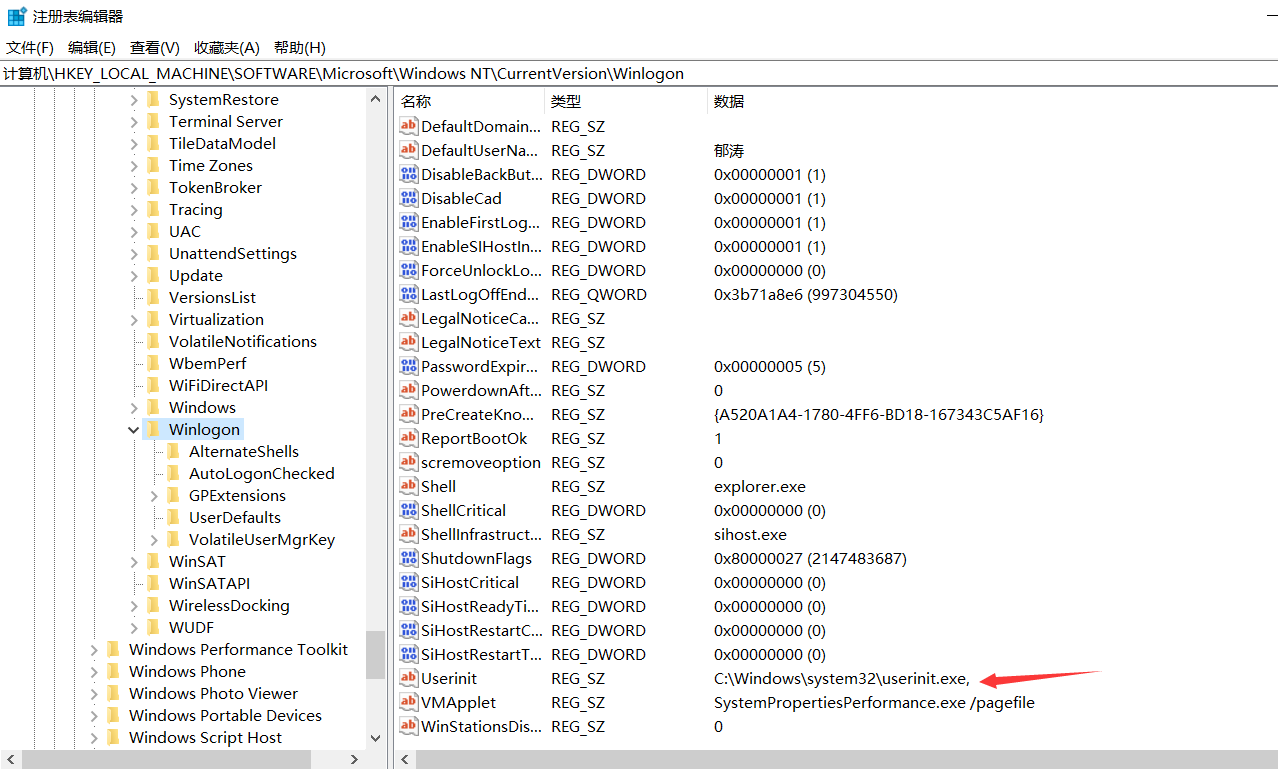 注册表编辑器
文件(F) 编辑(E) 查看(V) 收藏夹(A) 帮助(H)
计算机\HKEY_LOCAL_MACHINE\SOFTWARE\Microsoft\Windows NT\CurrentVersion\Winlogon
SystemRestore
Terminal Server
TileDataModel
Time Zones
TokenBroker
Tracing
UAC
UnattendSettings
Update
VersionsList
Virtualization
VolatileNotifications
WbemPerf
WiFiDirectAPI
Windows
Winlogon
AlternateShells
AutoLogonChecked
GPExtensions
UserDefaults
VolatileUserMgrKey
WinSAT
WinSATAPI
WirelessDocking
WUDF
Windows Performance Toolkit
Windows Phone
Windows Photo Viewer
Windows Portable Devices
Windows Script Host
名称 类型 数据
DefaultDomain... REG_SZ
DefaultUserNa... REG_SZ 郁涛
DisableBackBut... REG_DWORD 0x00000001 (1)
DisableCad REG_DWORD 0x00000001 (1)
EnableFirstLog... REG_DWORD 0x00000001 (1)
EnableSIHostIn... REG_DWORD 0x00000001 (1)
ForceUnlockLo... REG_DWORD 0x00000000 (0)
LastLogOffEnd... REG_QWORD 0x3b71a8e6 (997304550)
LegalNoticeCa... REG_SZ
LegalNoticeText REG_SZ
PasswordExpir... REG_DWORD 0x00000005 (5)
PowerdownAft... REG_SZ 0
PreCreateKno... REG_SZ {A520A1A4-1780-4FF6-BD18-167343C5AF16}
ReportBootOk REG_SZ 1
scremoveoption REG_SZ 0
Shell REG_SZ explorer.exe
ShellCritical REG_DWORD 0x00000000 (0)
ShellInfrastruct... REG_SZ sihost.exe
ShutdownFlags REG_DWORD 0x80000027 (2147483687)
SiHostCritical REG_DWORD 0x00000000 (0)
SiHostReadyTi... REG_DWORD 0x00000000 (0)
SiHostRestartC... REG_DWORD 0x00000000 (0)
SiHostRestartT... REG_DWORD 0x00000000 (0)
Userinit REG_SZ C:\Windows\system32\userinit.exe,
VMApplet REG_SZ SystemPropertiesPerformance.exe /pagefile
WinStationsDis... REG_SZ 0